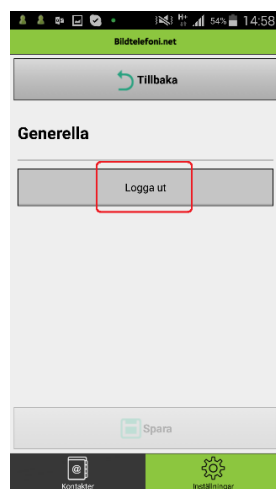 54% 14:58
Bildtelefoni.net
Tillbaka
Generella
Logga ut
Spara
Kontakter
Inställningar